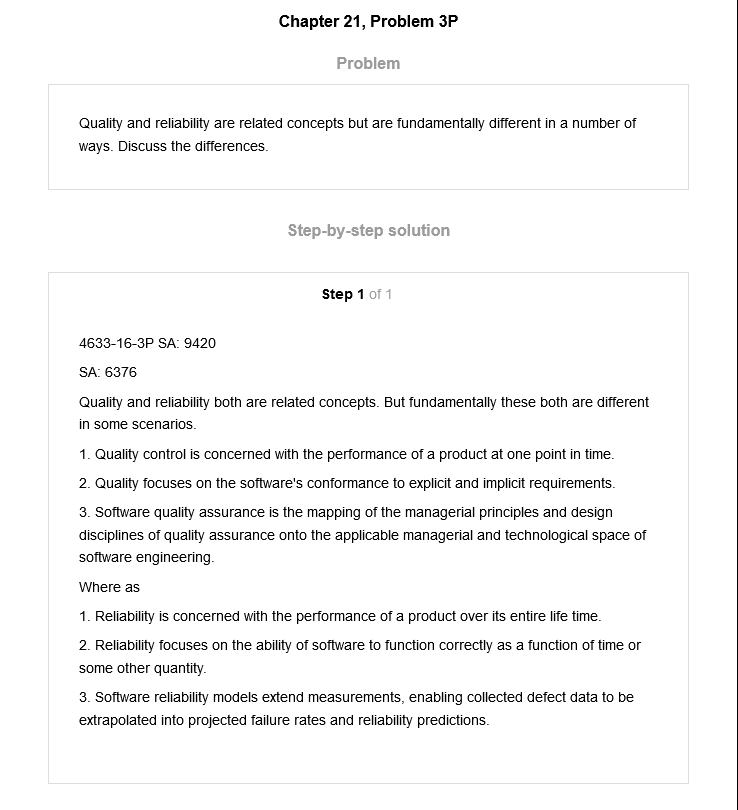 Chapter 21, Problem 3P
Problem
Quality and reliability are related concepts but are fundamentally different in a number of
ways. Discuss the differences.
Step-by-step solution
Step 1 of 1
4633-16-3P SA: 9420
SA: 6376
Quality and reliability both are related concepts. But fundamentally these both are different
in some scenarios.
1. Quality control is concerned with the performance of a product at one point in time.
2. Quality focuses on the software's conformance to explicit and implicit requirements.
3. Software quality assurance is the mapping of the managerial principles and design
disciplines of quality assurance onto the applicable managerial and technological space of
software engineering.
Where as
1. Reliability is concerned with the performance of a product over its entire life time.
2. Reliability focuses on the ability of software to function correctly as a function of time or
some other quantity.
3. Software reliability models extend measurements, enabling collected defect data to be
extrapolated into projected failure rates and reliability predictions.